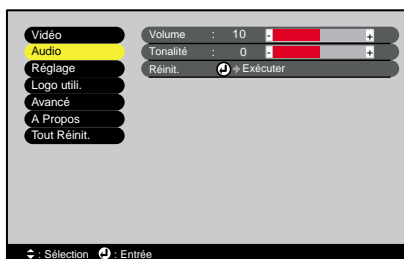 Vidéo
Audio
Réglage
Logo utili.
Avancé
A Propos
Tout Réinit.
Volume : 10 - +
Tonalité : 0 - +
Réinit. Exécuter
: Sélection : Entrée